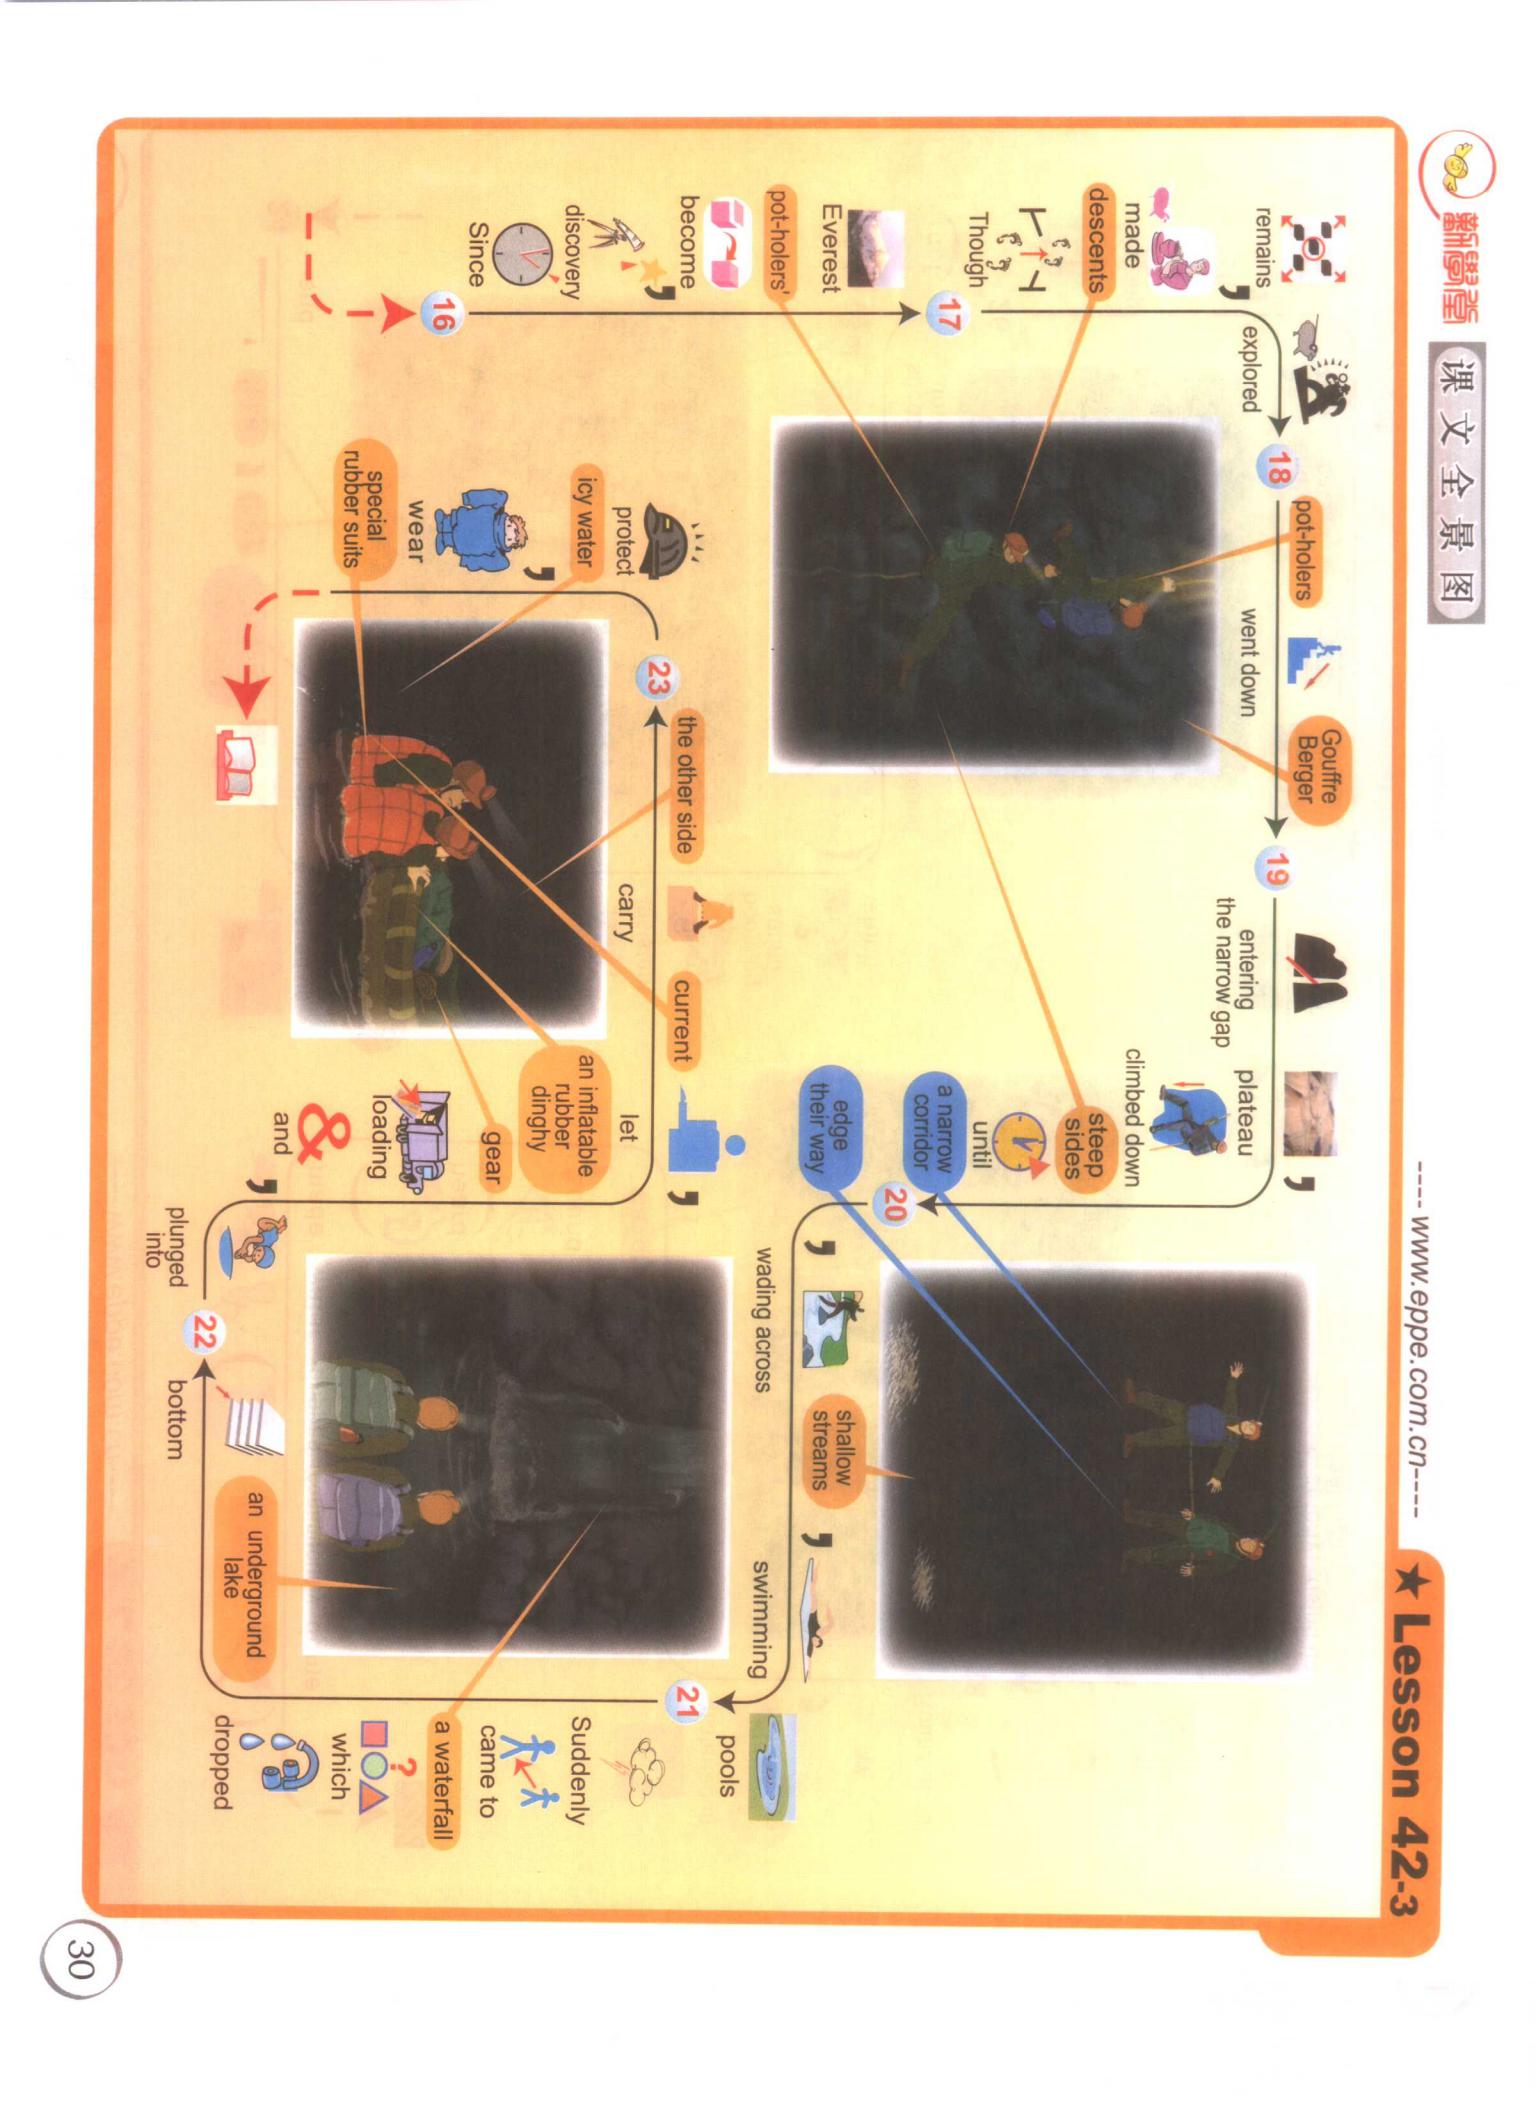 新學堂
课文全景图
----www.eppe.com.cn----
★ Lesson 42-3
16
Since
discovery
,
become
pot-holers'
Everest
17
Though
descents
made
,
remains
explored
18
pot-holers
went down
Gouffre
Berger
19
entering
the narrow gap
plateau
,
climbed down
steep
sides
until
a narrow
corridor
edge
their way
20
,
wading across
shallow
streams
,
swimming
pools
21
Suddenly
came to
a waterfall
?
which
dropped
an underground
lake
bottom
22
plunged
into
,
&
and
loading
gear
an inflatable
rubber
dinghy
,
let
current
carry
the other side
23
protect
icy water
,
wear
special
rubber suits
30